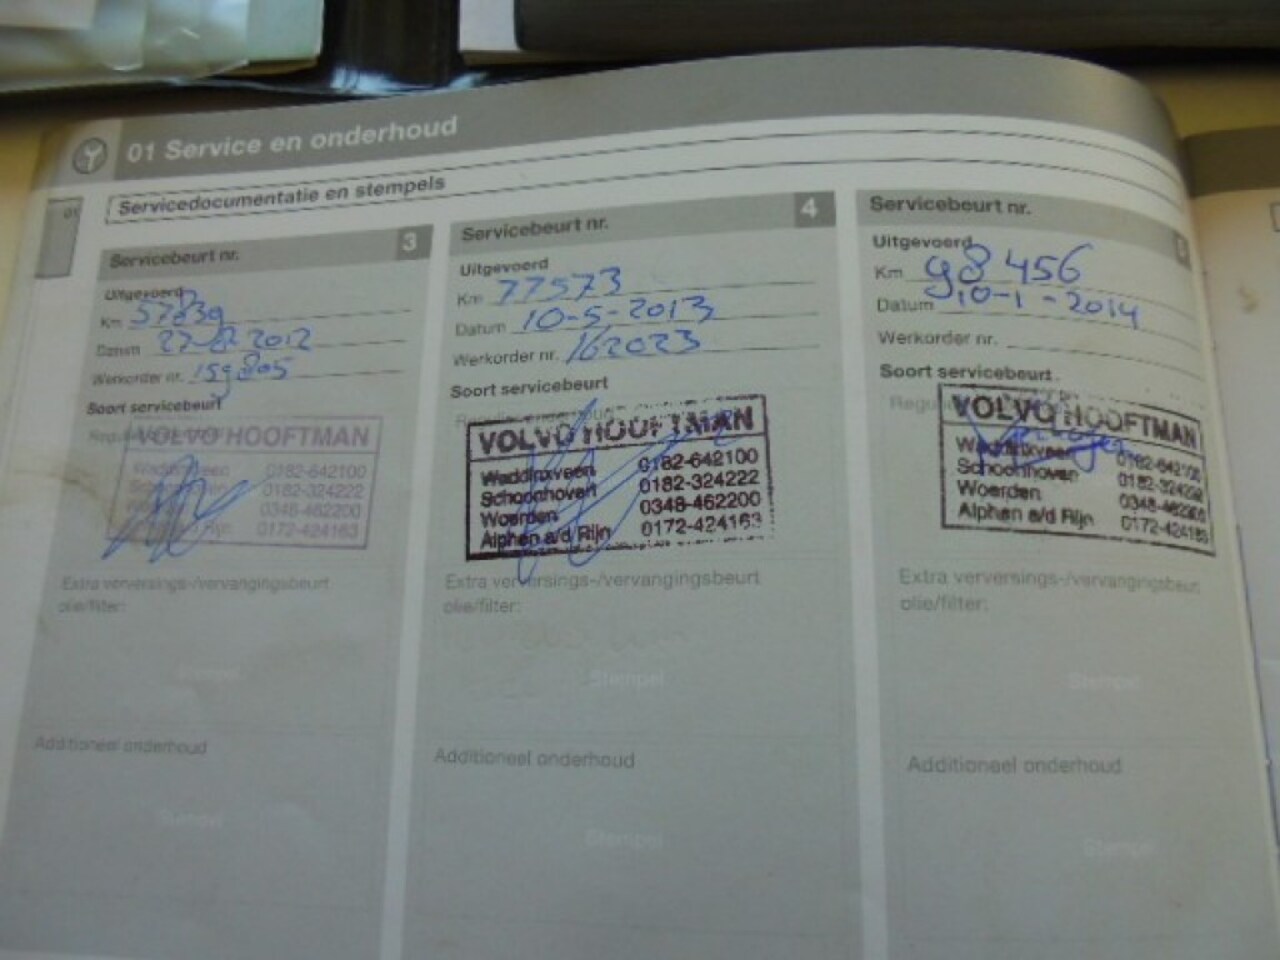 01 Service en onderhoud
01
Servicedocumentatie en stempels
Servicebeurt nr. 3
Uitgevoerd
Km
Datum 2012
Werkorder nr. 159805
Soort servicebeurt
VOLVO HOOFTMAN
Waddinxveen 0182-642100
0182-324222
Woerden 0348-462200
Rijn 0172-424163
Extra verversings-/vervangingsbeurt
olie/filter:
Stempel
Additioneel onderhoud
Stempel
Servicebeurt nr. 4
Uitgevoerd
Km 77573
Datum 10-5-2013
Werkorder nr. 162023
Soort servicebeurt
VOLVO HOOFTMAN
Waddinxveen 0182-642100
Schoonhoven 0182-324222
Woerden 0348-462200
Alphen a/d Rijn 0172-424163
Extra verversings-/vervangingsbeurt
olie/filter:
Stempel
Additioneel onderhoud
Stempel
Servicebeurt nr.
Uitgevoerd
Km 98456
Datum 10-1-2014
Werkorder nr.
Soort servicebeurt
VOLVO HOOFTMAN
Waddinxveen 0182-642100
Schoonhoven 0182-324222
Woerden 0348-462200
Alphen a/d Rijn 0172-424163
Extra verversings-/vervangingsbeurt
olie/filter:
Stempel
Additioneel onderhoud
Stempel